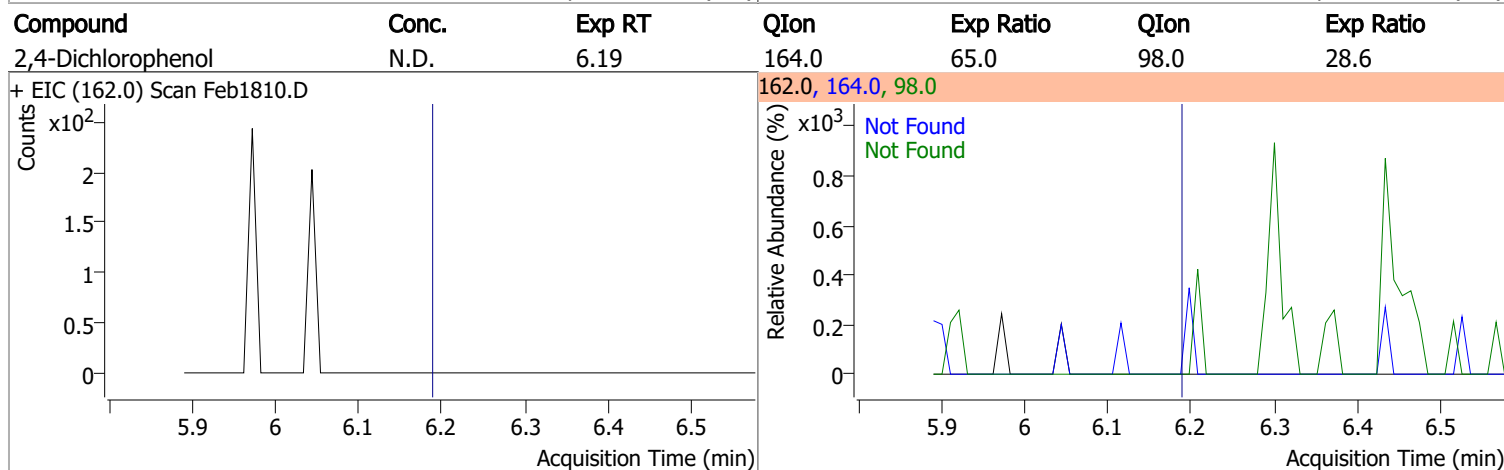 Compound Conc. Exp RT QIon Exp Ratio QIon Exp Ratio
2,4-Dichlorophenol N.D. 6.19 164.0 65.0 98.0 28.6
+ EIC (162.0) Scan Feb1810.D
Counts
x10²
2
1.5
1
0.5
0
5.9 6 6.1 6.2 6.3 6.4 6.5
Acquisition Time (min)
162.0, 164.0, 98.0
Relative Abundance (%)
x10³
Not Found
Not Found
0.8
0.6
0.4
0.2
0
5.9 6 6.1 6.2 6.3 6.4 6.5
Acquisition Time (min)